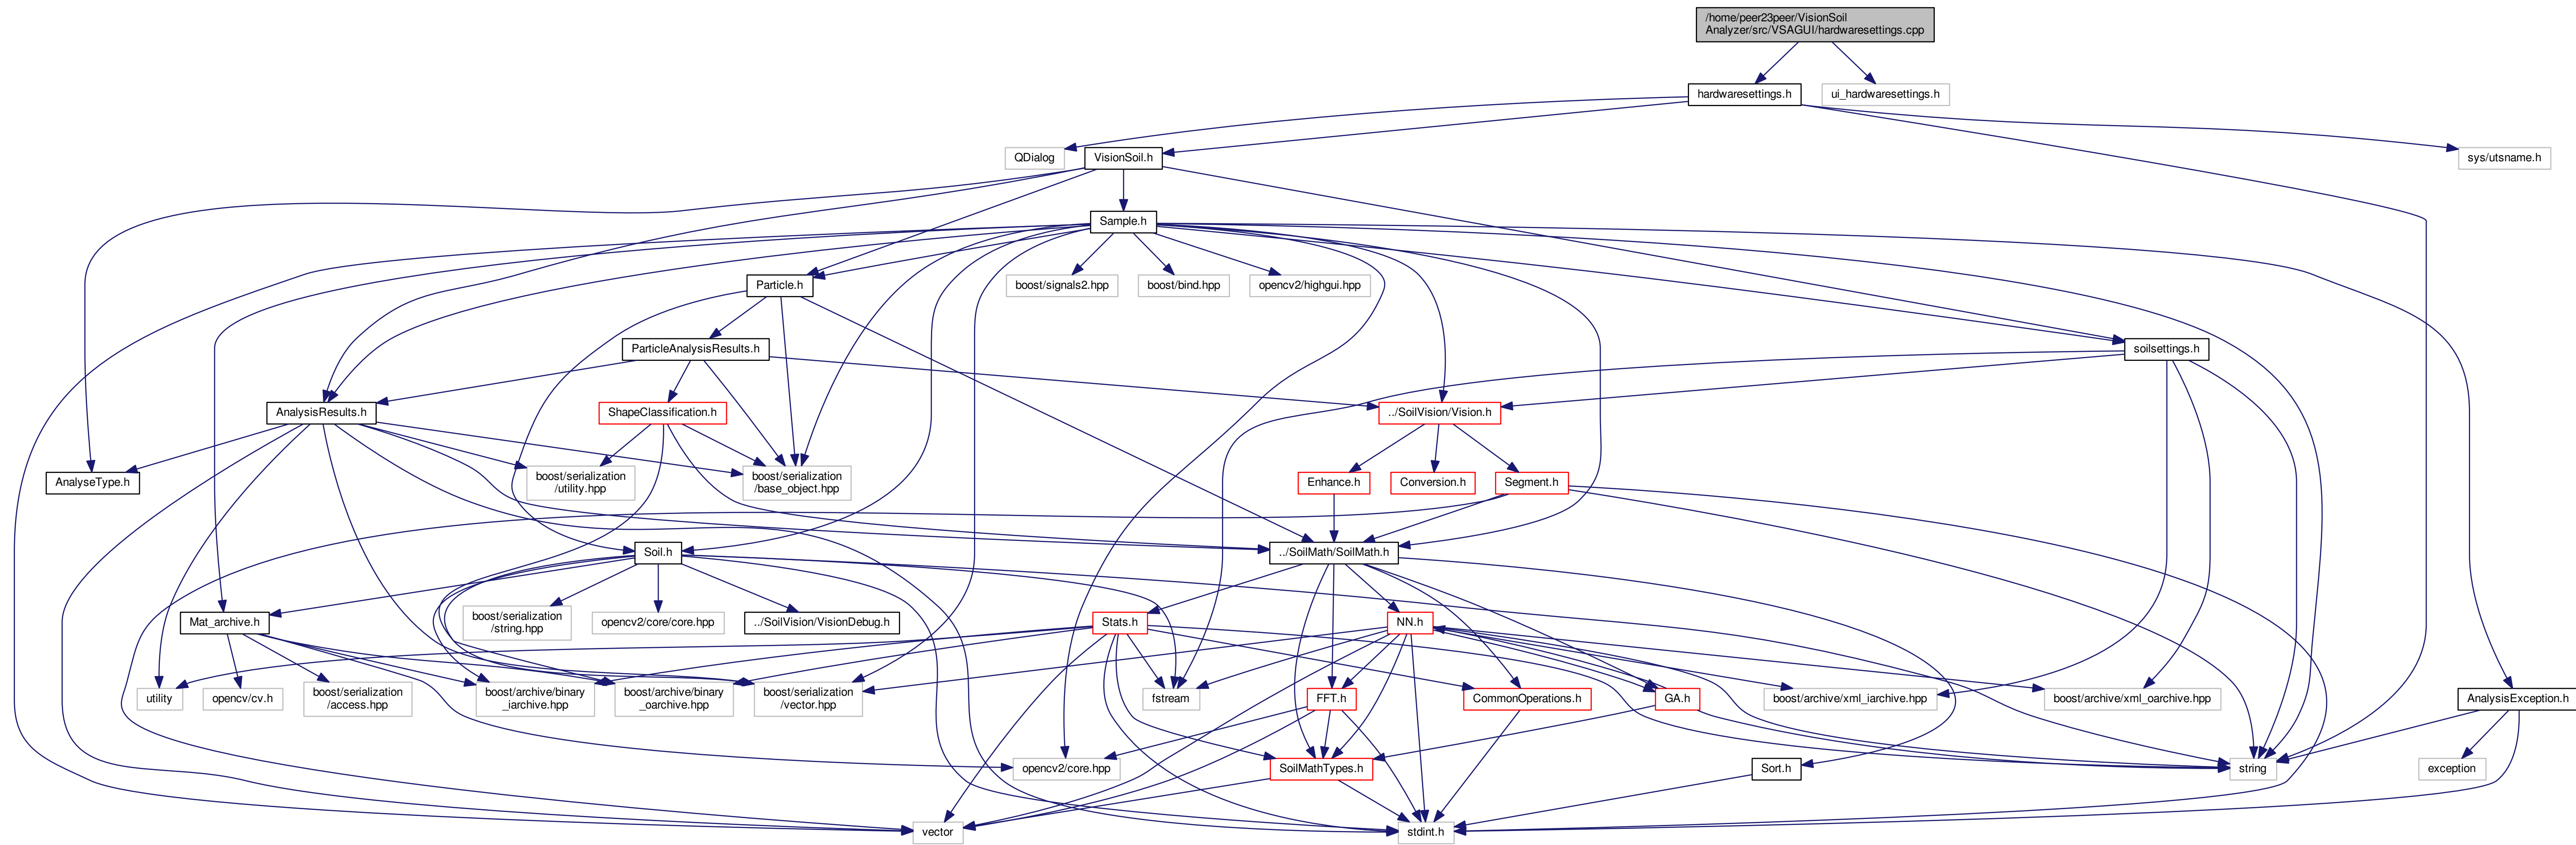 /home/peer23peer/VisionSoil
Analyzer/src/VSAGUI/hardwaresettings.cpp
hardwaresettings.h
ui_hardwaresettings.h
QDialog
VisionSoil.h
sys/utsname.h
Sample.h
Particle.h
boost/signals2.hpp
boost/bind.hpp
opencv2/highgui.hpp
ParticleAnalysisResults.h
soilsettings.h
AnalysisResults.h
ShapeClassification.h
../SoilVision/Vision.h
AnalyseType.h
boost/serialization
/utility.hpp
boost/serialization
/base_object.hpp
Enhance.h
Conversion.h
Segment.h
Soil.h
../SoilMath/SoilMath.h
Mat_archive.h
boost/serialization
/string.hpp
opencv2/core/core.hpp
../SoilVision/VisionDebug.h
Stats.h
NN.h
utility
opencv/cv.h
boost/serialization
/access.hpp
boost/archive/binary
_iarchive.hpp
boost/archive/binary
_oarchive.hpp
boost/serialization
/vector.hpp
fstream
FFT.h
CommonOperations.h
GA.h
boost/archive/xml_iarchive.hpp
boost/archive/xml_oarchive.hpp
AnalysisException.h
opencv2/core.hpp
SoilMathTypes.h
Sort.h
string
exception
vector
stdint.h